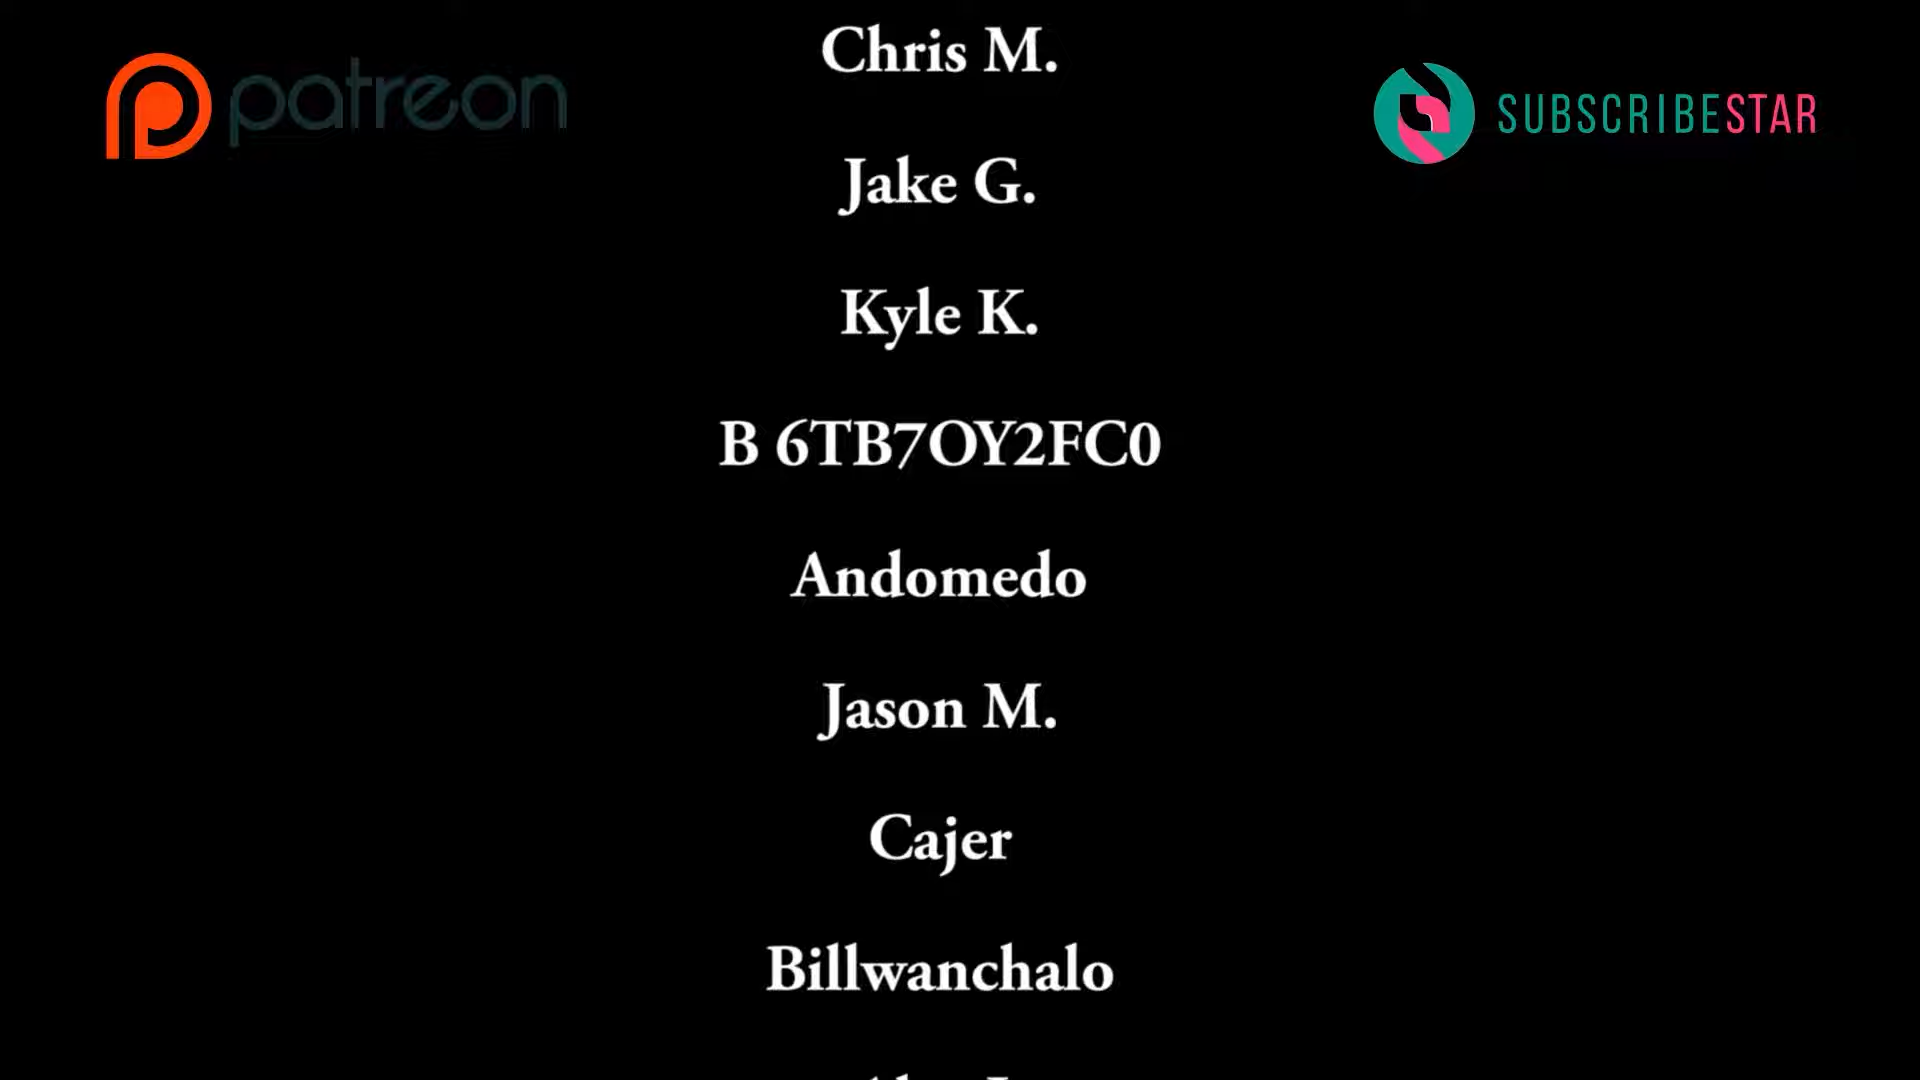 Chris M.
patreon
SUBSCRIBESTAR
Jake G.
Kyle K.
B 6TB7OY2FC0
Andomedo
Jason M.
Cajer
Billwanchalo